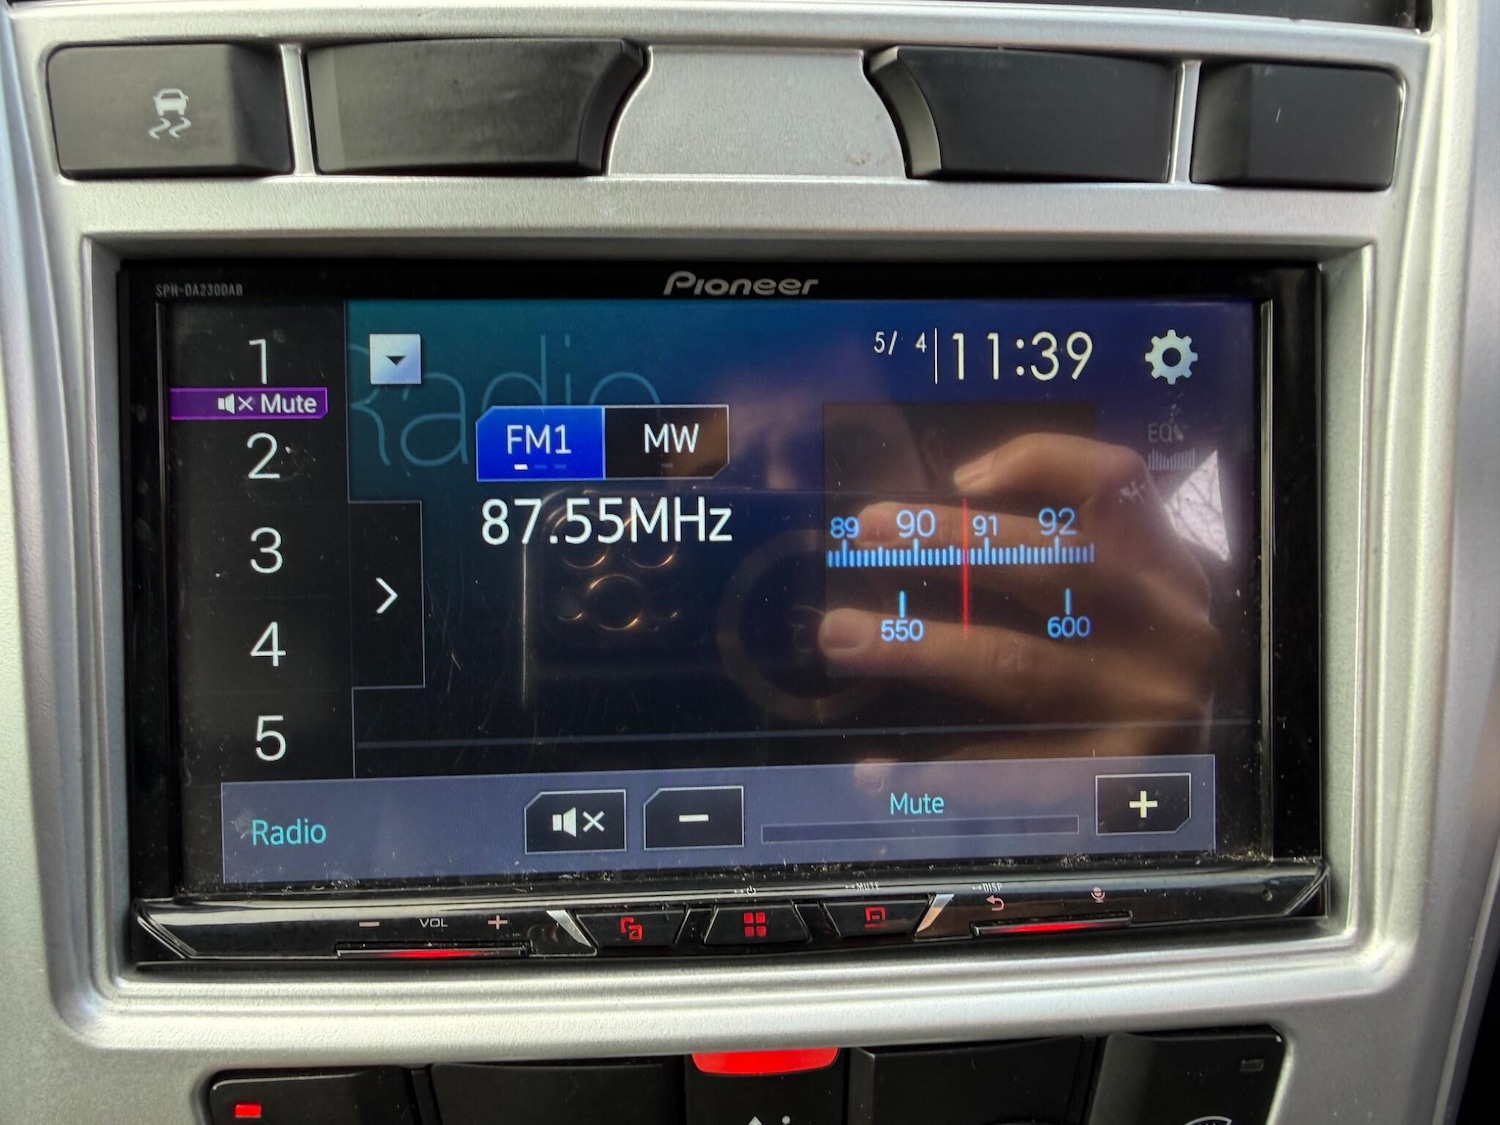 Pioneer
SPH-DA230DAB
1
Mute
2
3
4
5
Radio
5/ 4
11:39
FM1
MW
87.55MHz
EQ
89 90 91 92
550 600
Radio
Mute
VOL
MUTE
DISP